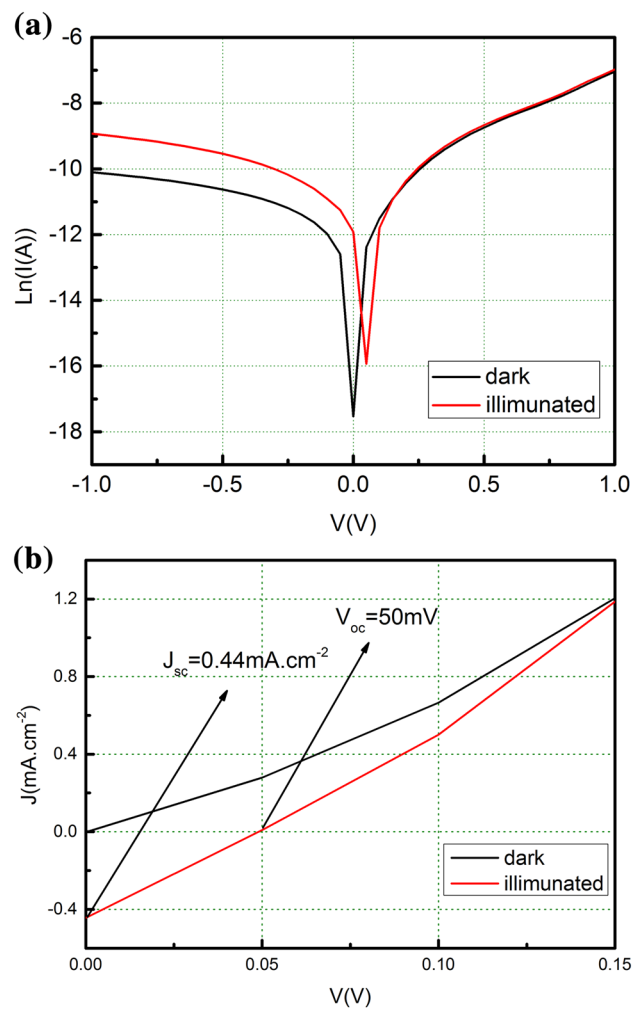 (a)
-6
-8
-10
-12
-14
-16
-18
Ln(I(A))
dark
illimunated
-1.0 -0.5 0.0 0.5 1.0
V(V)
(b)
1.2
0.8
0.4
0.0
-0.4
J(mA.cm-2)
Voc=50mV
Jsc=0.44mA.cm-2
dark
illimunated
0.00 0.05 0.10 0.15
V(V)